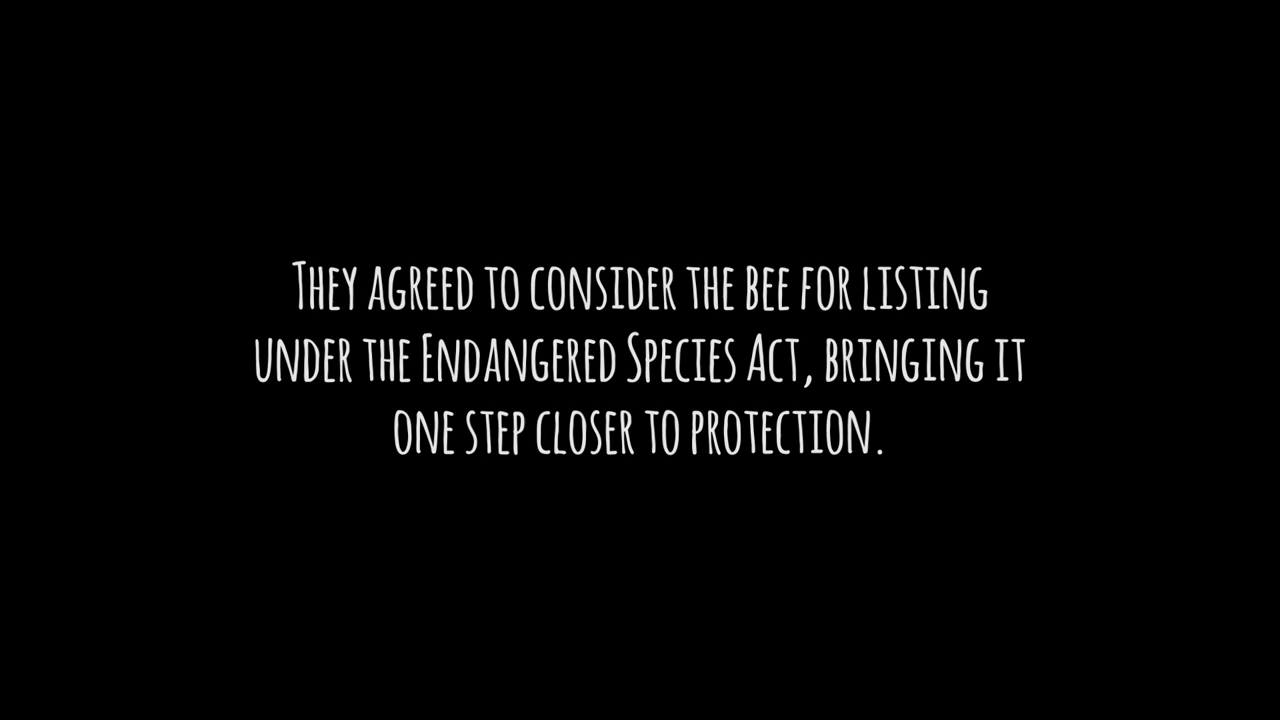 They agreed to consider the bee for listing
under the Endangered Species Act, bringing it
one step closer to protection.